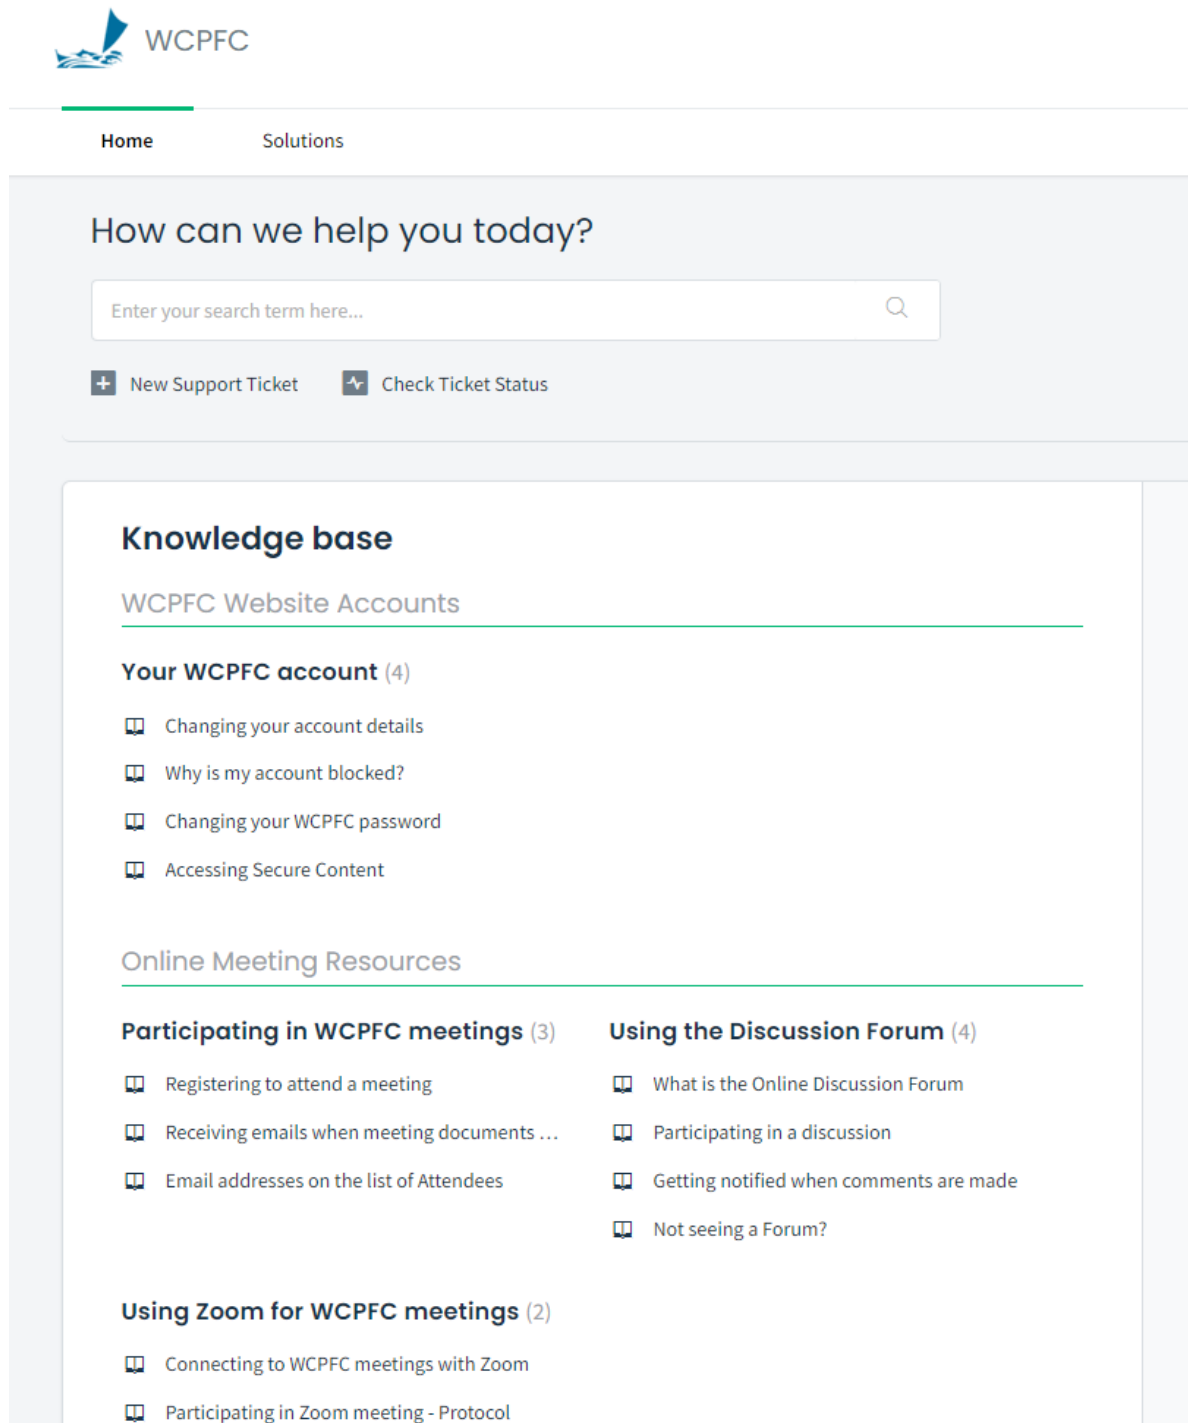 WCPFC
Home Solutions
How can we help you today?
Enter your search term here...
New Support Ticket Check Ticket Status
Knowledge base
WCPFC Website Accounts
Your WCPFC account (4)
Changing your account details
Why is my account blocked?
Changing your WCPFC password
Accessing Secure Content
Online Meeting Resources
Participating in WCPFC meetings (3)
Registering to attend a meeting
Receiving emails when meeting documents ...
Email addresses on the list of Attendees
Using the Discussion Forum (4)
What is the Online Discussion Forum
Participating in a discussion
Getting notified when comments are made
Not seeing a Forum?
Using Zoom for WCPFC meetings (2)
Connecting to WCPFC meetings with Zoom
Participating in Zoom meeting - Protocol